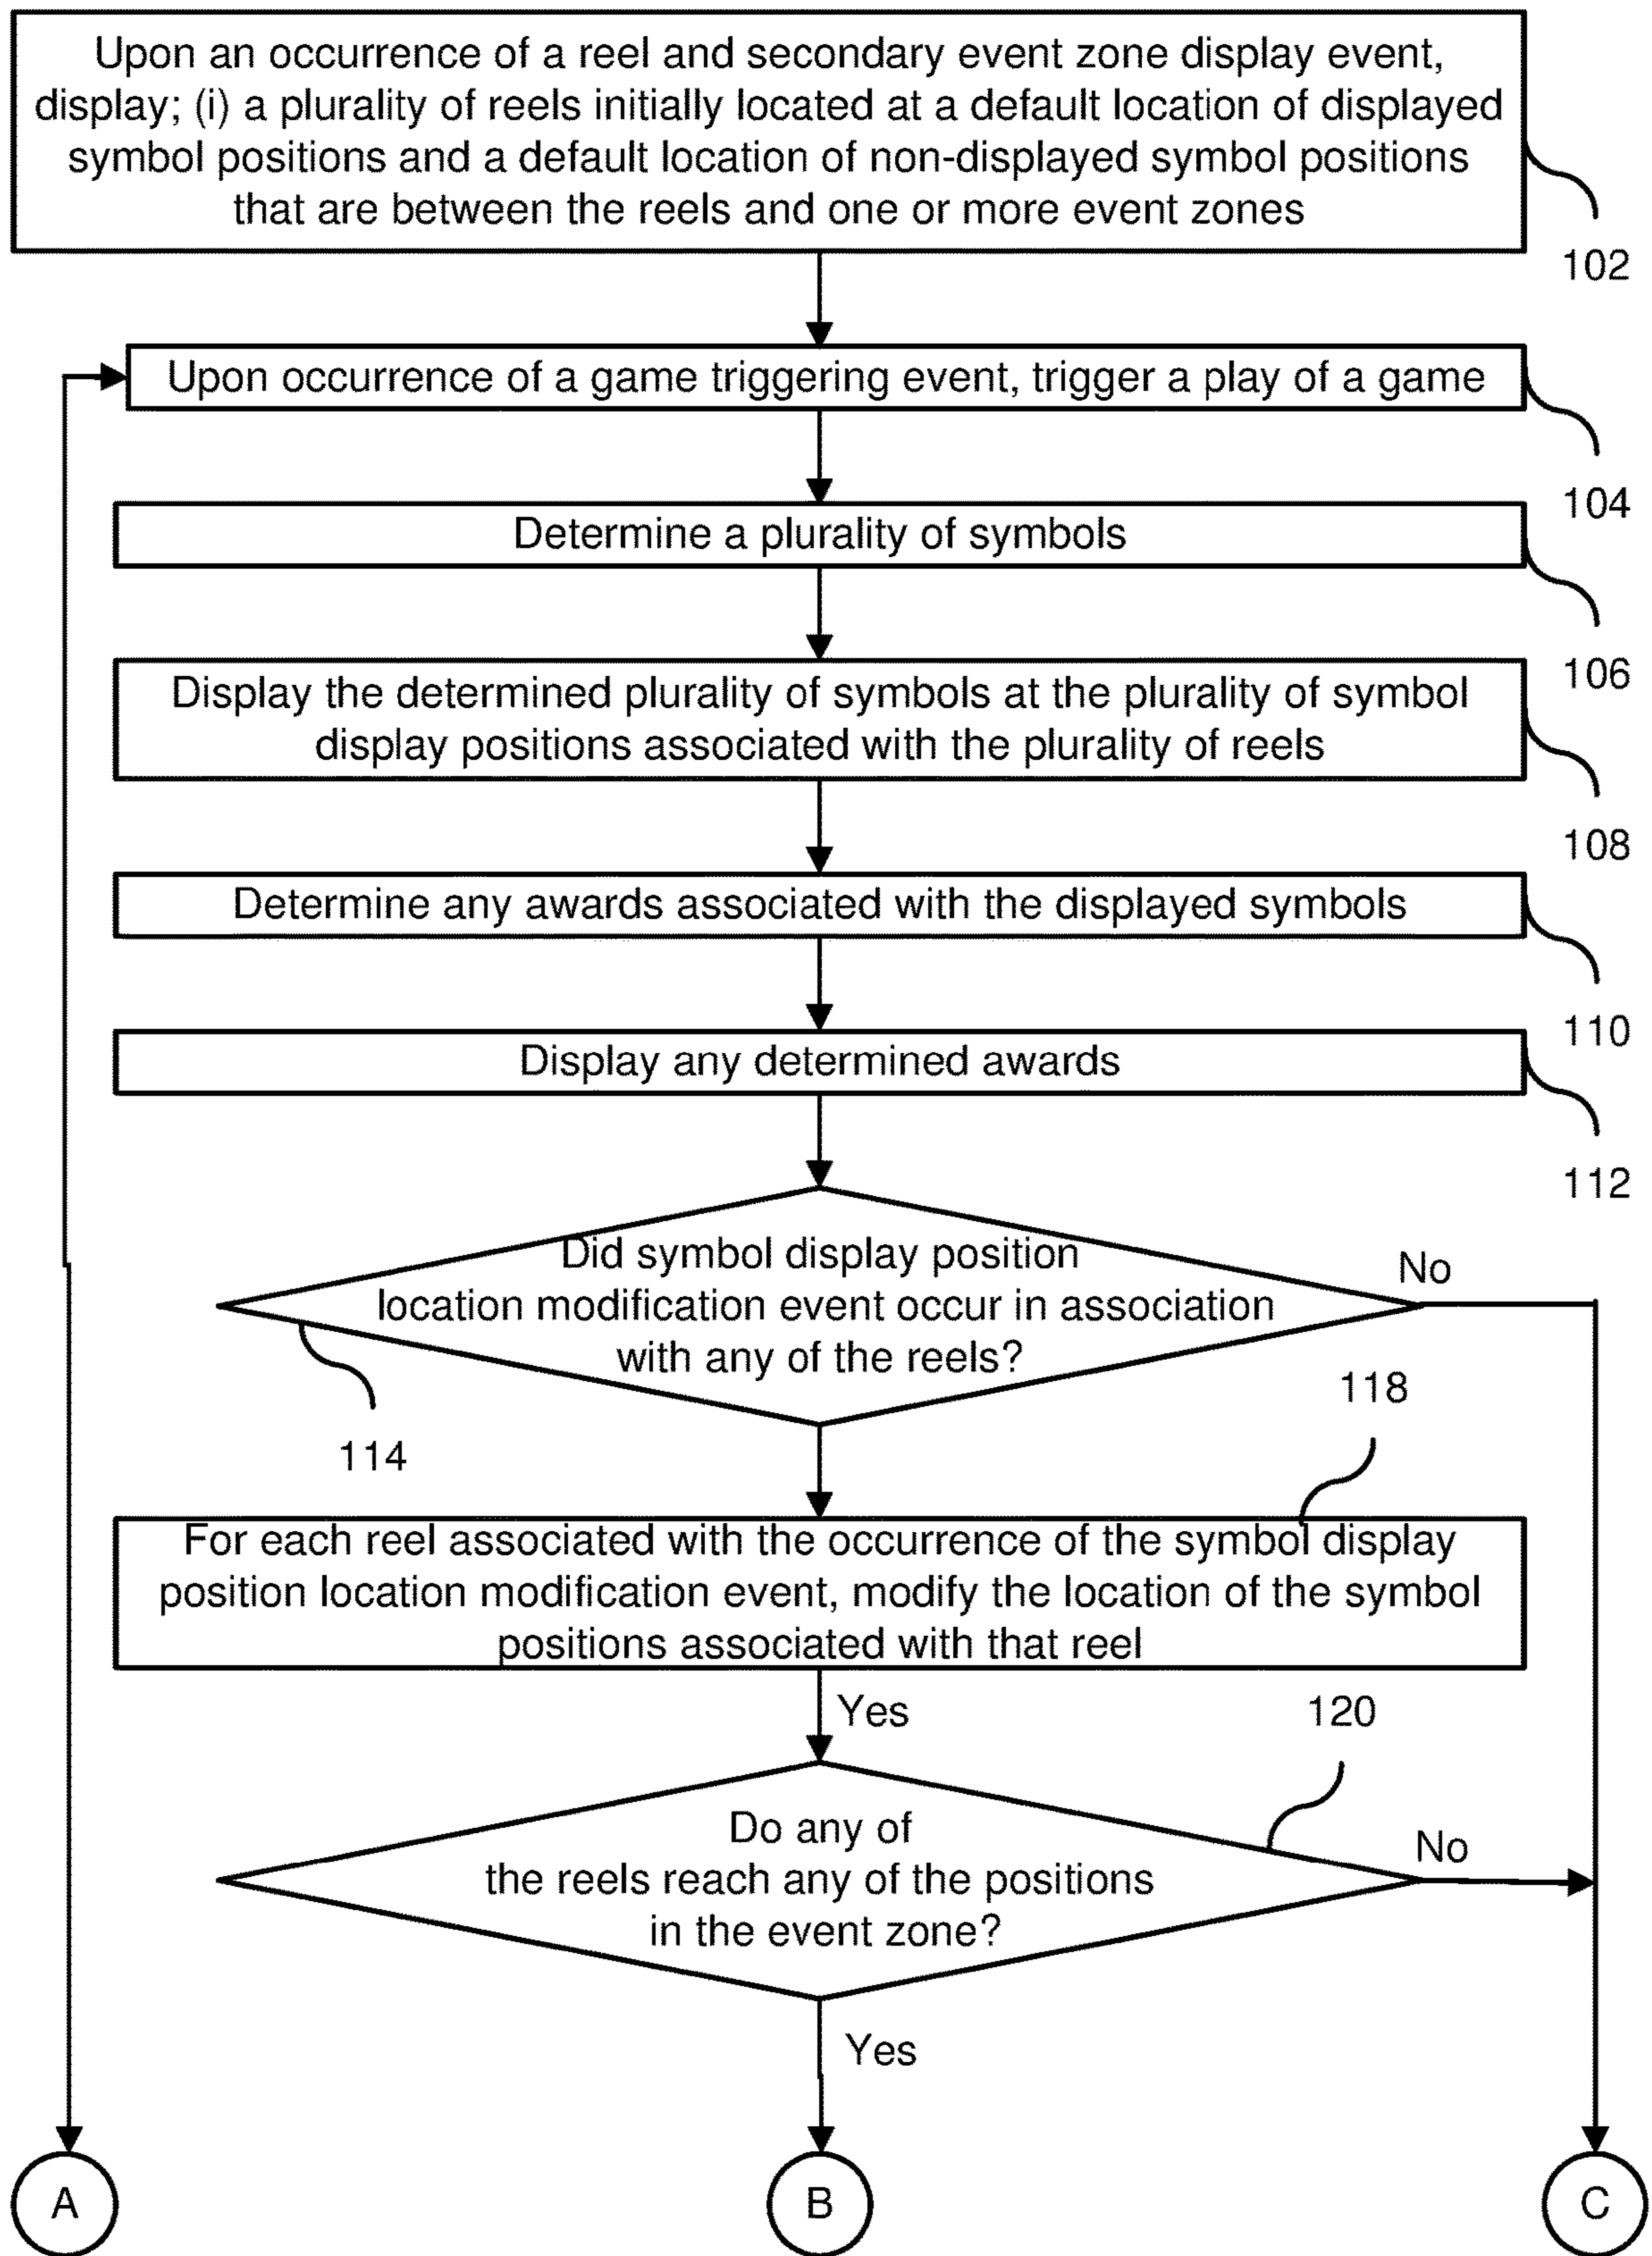 Upon an occurrence of a reel and secondary event zone display event,
display; (i) a plurality of reels initially located at a default location of displayed
symbol positions and a default location of non-displayed symbol positions
that are between the reels and one or more event zones
102
Upon occurrence of a game triggering event, trigger a play of a game
104
Determine a plurality of symbols
106
Display the determined plurality of symbols at the plurality of symbol
display positions associated with the plurality of reels
108
Determine any awards associated with the displayed symbols
110
Display any determined awards
112
Did symbol display position
location modification event occur in association
with any of the reels?
No
114
118
For each reel associated with the occurrence of the symbol display
position location modification event, modify the location of the symbol
positions associated with that reel
Yes
120
Do any of
the reels reach any of the positions
in the event zone?
No
Yes
A
B
C